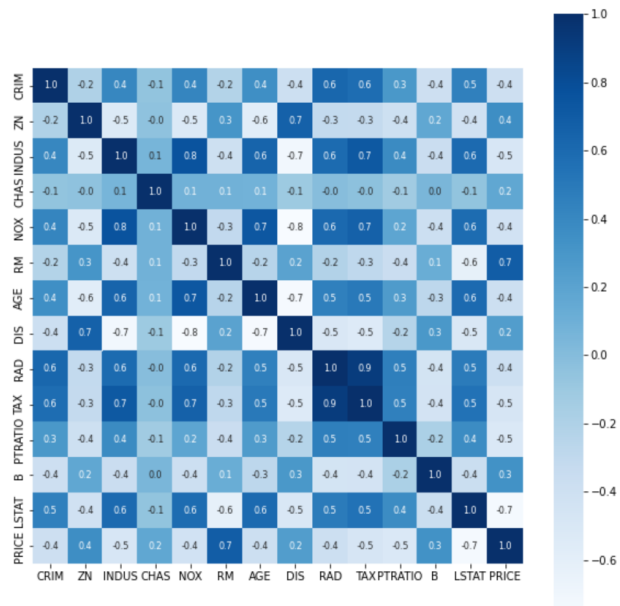 1.0
CRIM 1.0 -0.2 0.4 -0.1 0.4 -0.2 0.4 -0.4 0.6 0.6 0.3 -0.4 0.5 -0.4
0.8
ZN -0.2 1.0 -0.5 -0.0 -0.5 0.3 -0.6 0.7 -0.3 -0.3 -0.4 0.2 -0.4 0.4
INDUS 0.4 -0.5 1.0 0.1 0.8 -0.4 0.6 -0.7 0.6 0.7 0.4 -0.4 0.6 -0.5
0.6
CHAS -0.1 -0.0 0.1 1.0 0.1 0.1 0.1 -0.1 -0.0 -0.0 -0.1 0.0 -0.1 0.2
0.4
NOX 0.4 -0.5 0.8 0.1 1.0 -0.3 0.7 -0.8 0.6 0.7 0.2 -0.4 0.6 -0.4
RM -0.2 0.3 -0.4 0.1 -0.3 1.0 -0.2 0.2 -0.2 -0.3 -0.4 0.1 -0.6 0.7
0.2
AGE 0.4 -0.6 0.6 0.1 0.7 -0.2 1.0 -0.7 0.5 0.5 0.3 -0.3 0.6 -0.4
DIS -0.4 0.7 -0.7 -0.1 -0.8 0.2 -0.7 1.0 -0.5 -0.5 -0.2 0.3 -0.5 0.2
0.0
RAD 0.6 -0.3 0.6 -0.0 0.6 -0.2 0.5 -0.5 1.0 0.9 0.5 -0.4 0.5 -0.4
TAX 0.6 -0.3 0.7 -0.0 0.7 -0.3 0.5 -0.5 0.9 1.0 0.5 -0.4 0.5 -0.5
−0.2
PTRATIO 0.3 -0.4 0.4 -0.1 0.2 -0.4 0.3 -0.2 0.5 0.5 1.0 -0.2 0.4 -0.5
B -0.4 0.2 -0.4 0.0 -0.4 0.1 -0.3 0.3 -0.4 -0.4 -0.2 1.0 -0.4 0.3
−0.4
LSTAT 0.5 -0.4 0.6 -0.1 0.6 -0.6 0.6 -0.5 0.5 0.5 0.4 -0.4 1.0 -0.7
PRICE -0.4 0.4 -0.5 0.2 -0.4 0.7 -0.4 0.2 -0.4 -0.5 -0.5 0.3 -0.7 1.0
−0.6
CRIM ZN INDUS CHAS NOX RM AGE DIS RAD TAX PTRATIO B LSTAT PRICE